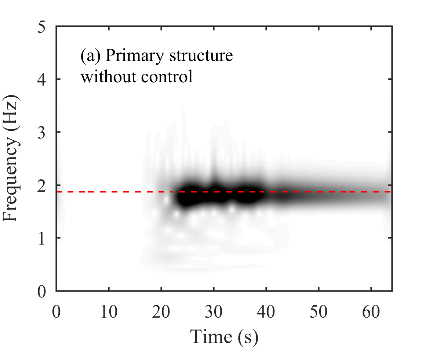 5
(a) Primary structure
without control
4
3
2
1
0
Frequency (Hz)
0 10 20 30 40 50 60
Time (s)